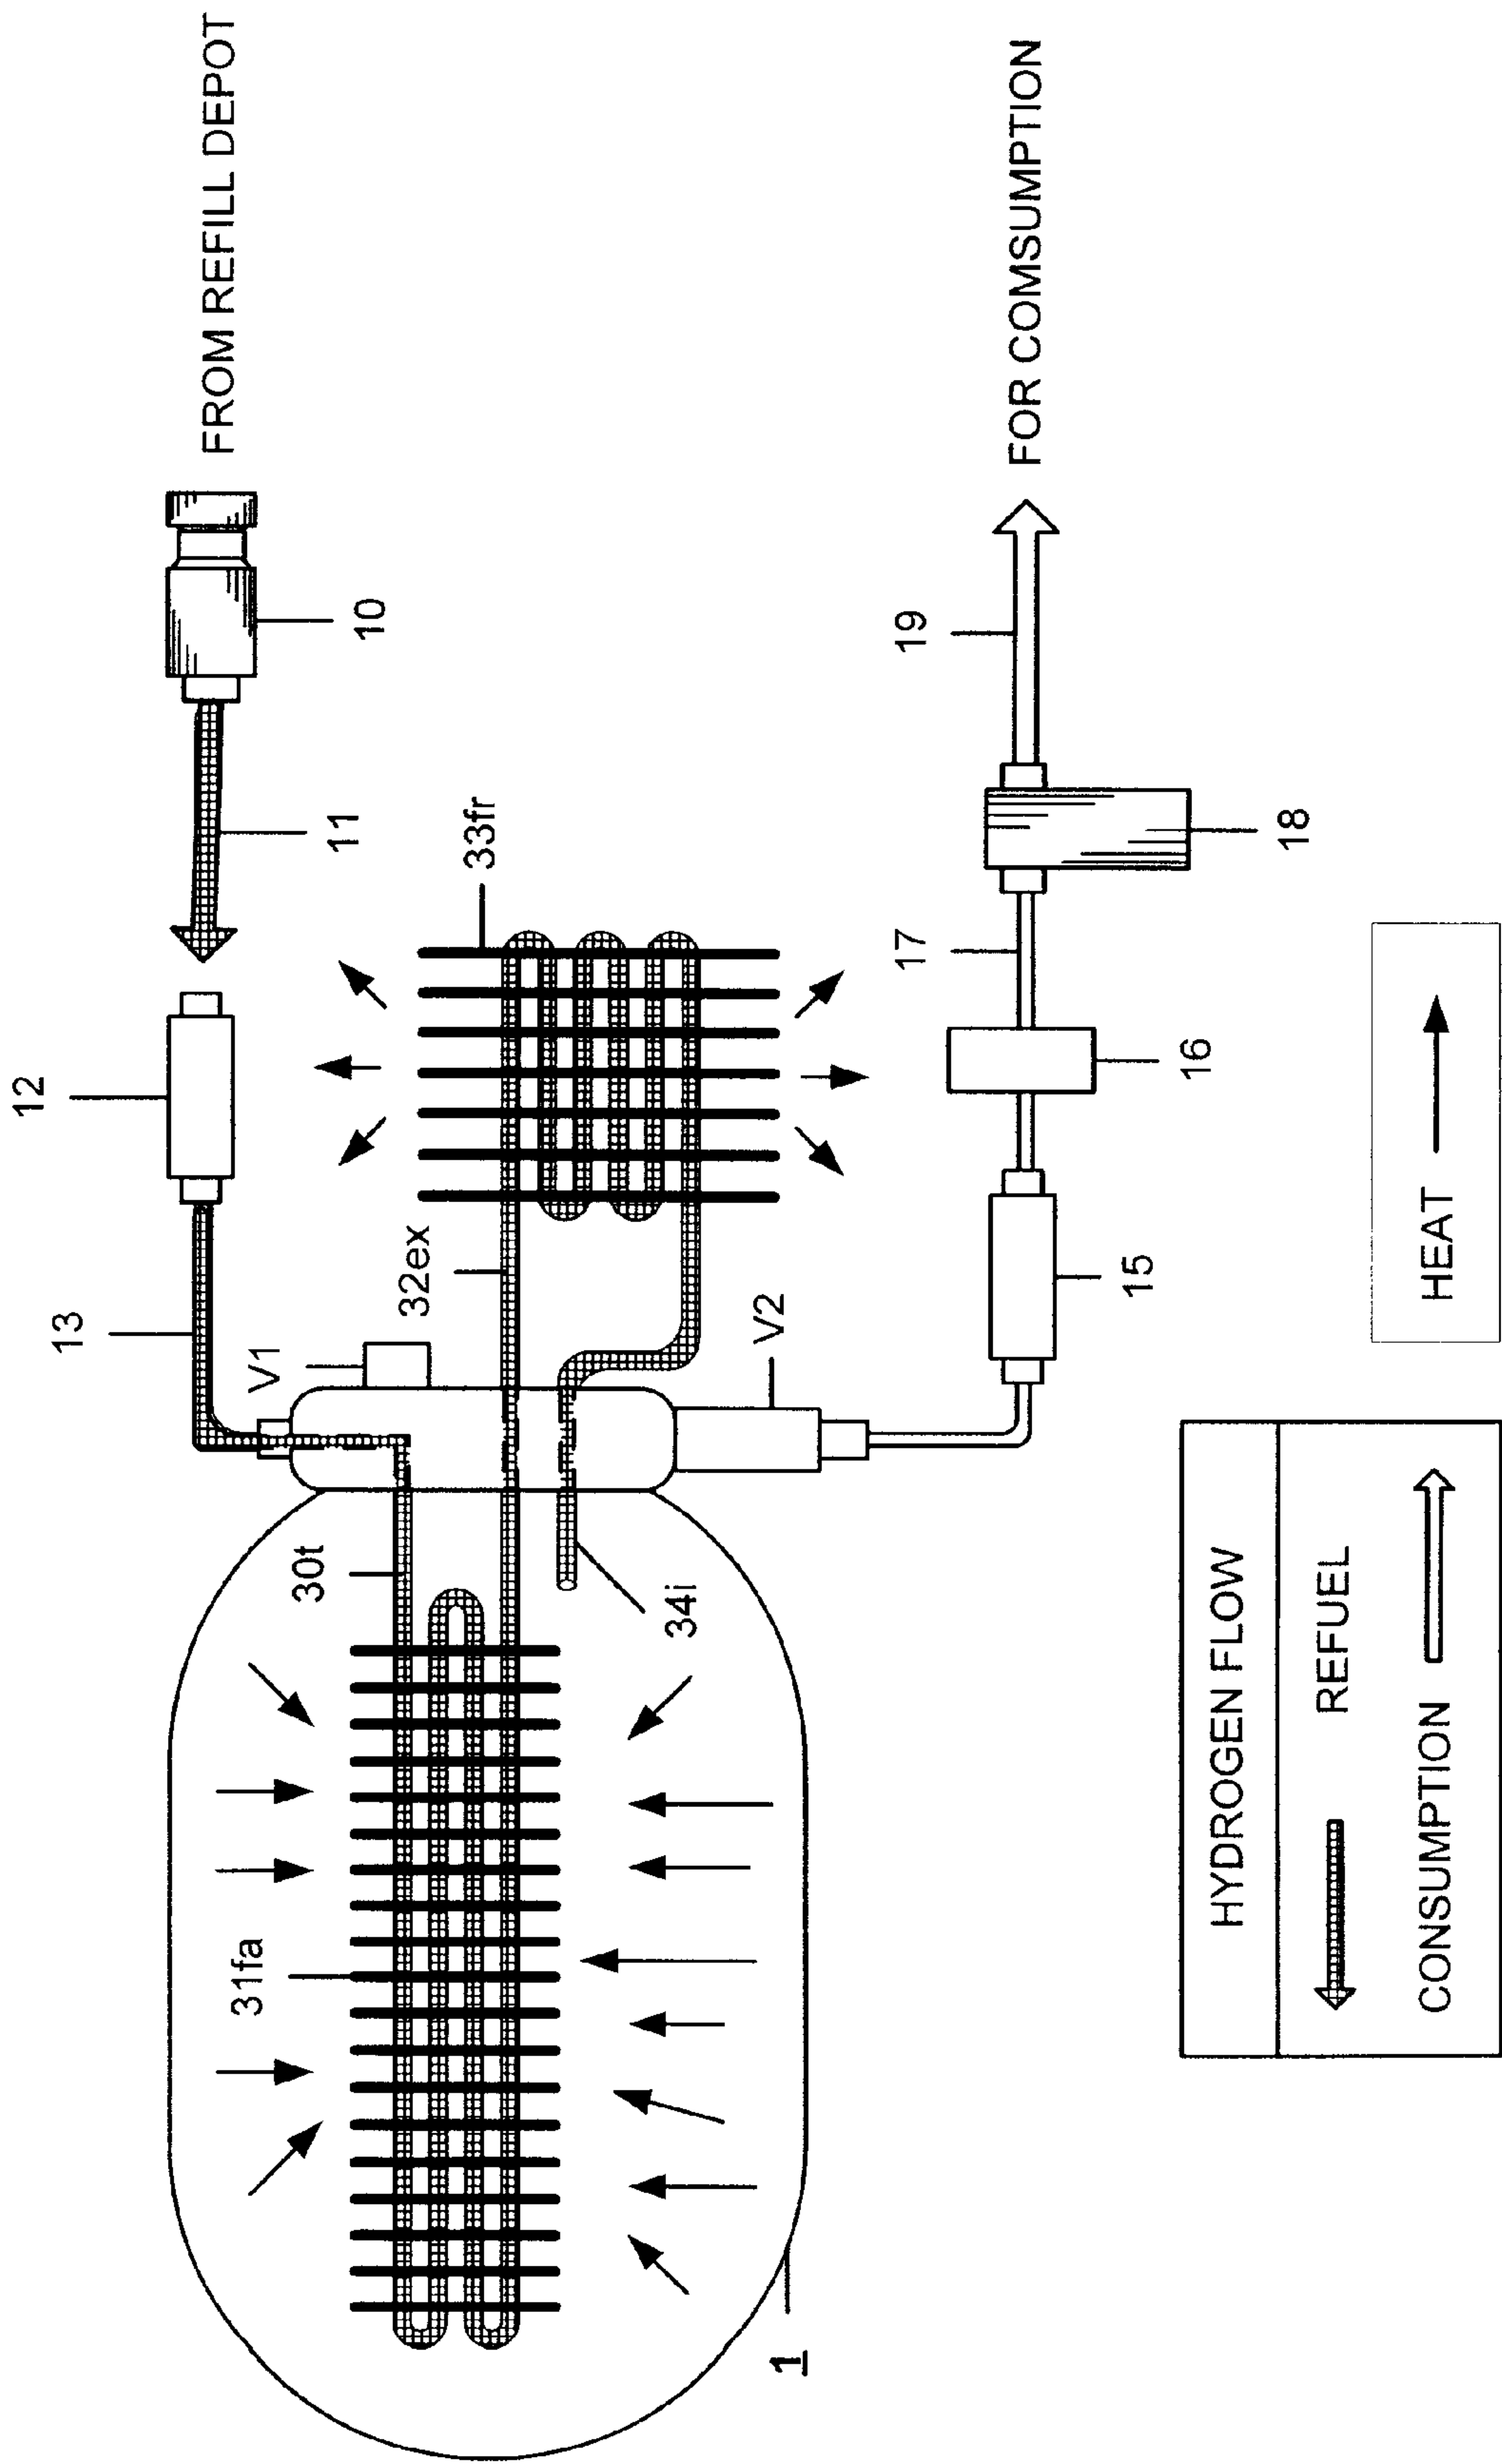 FROM REFILL DEPOT
10
11
12
13
V1
32ex
33fr
30t
31fa
34i
1
V2
15
16
17
18
19
FOR COMSUMPTION
HYDROGEN FLOW
REFUEL
CONSUMPTION
HEAT